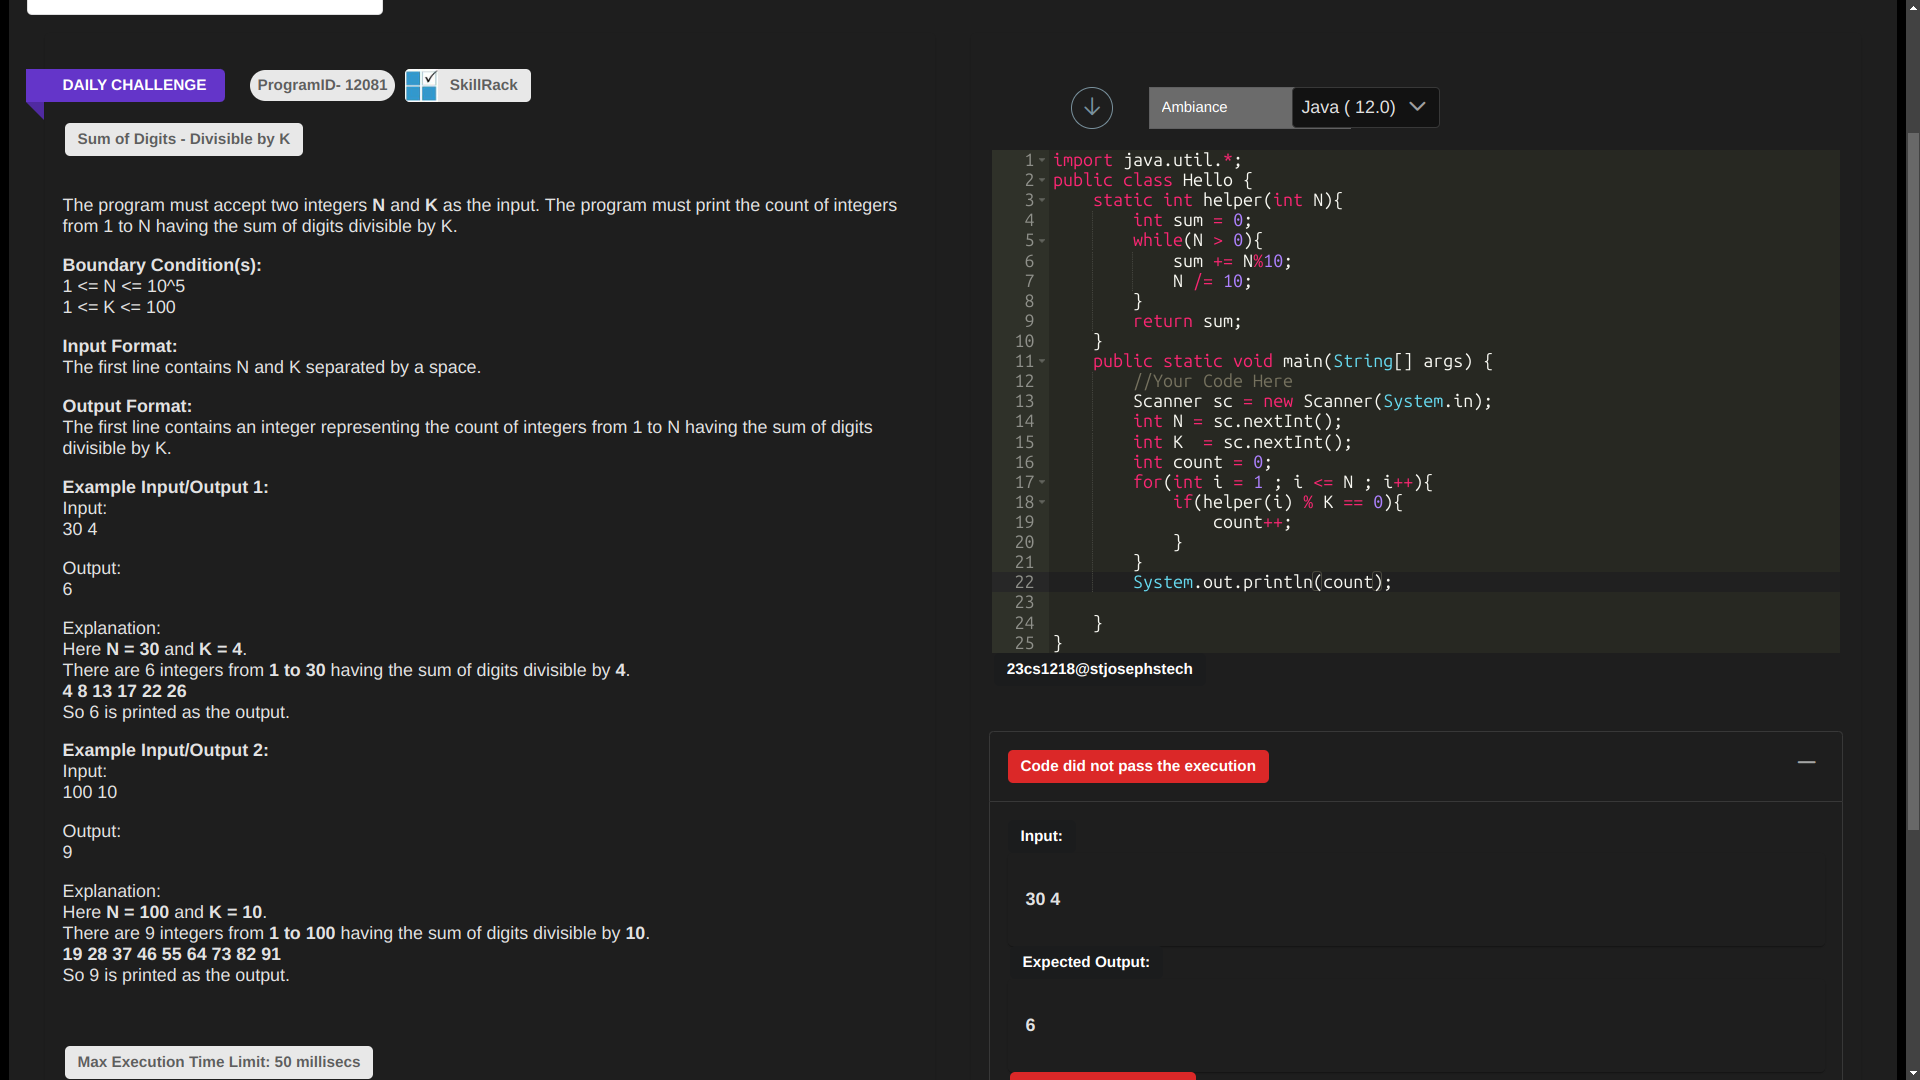 DAILY CHALLENGE
ProgramID- 12081
SkillRack
Sum of Digits - Divisible by K
The program must accept two integers N and K as the input. The program must print the count of integers
from 1 to N having the sum of digits divisible by K.
Boundary Condition(s):
1 <= N <= 10^5
1 <= K <= 100
Input Format:
The first line contains N and K separated by a space.
Output Format:
The first line contains an integer representing the count of integers from 1 to N having the sum of digits
divisible by K.
Example Input/Output 1:
Input:
30 4
Output:
6
Explanation:
Here N = 30 and K = 4.
There are 6 integers from 1 to 30 having the sum of digits divisible by 4.
4 8 13 17 22 26
So 6 is printed as the output.
Example Input/Output 2:
Input:
100 10
Output:
9
Explanation:
Here N = 100 and K = 10.
There are 9 integers from 1 to 100 having the sum of digits divisible by 10.
19 28 37 46 55 64 73 82 91
So 9 is printed as the output.
Max Execution Time Limit: 50 millisecs
Ambiance
Java ( 12.0)
1 import java.util.*;
2 public class Hello {
3     static int helper(int N){
4         int sum = 0;
5         while(N > 0){
6             sum += N%10;
7             N /= 10;
8         }
9         return sum;
10     }
11     public static void main(String[] args) {
12         //Your Code Here
13         Scanner sc = new Scanner(System.in);
14         int N = sc.nextInt();
15         int K  = sc.nextInt();
16         int count = 0;
17         for(int i = 1 ; i <= N ; i++){
18             if(helper(i) % K == 0){
19                 count++;
20             }
21         }
22         System.out.println(count);
23
24     }
25 }
23cs1218@stjosephstech
Code did not pass the execution
Input:
30 4
Expected Output:
6